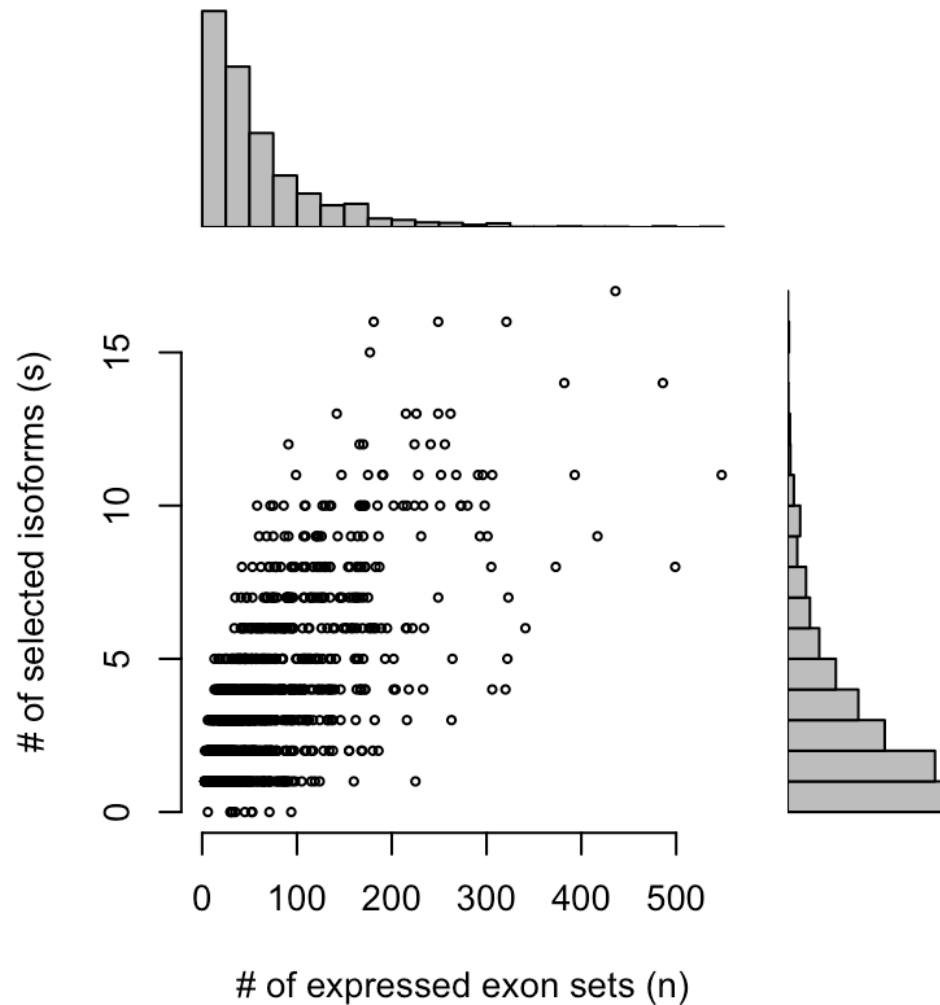 # of selected isoforms (s)
15
10
5
0
0 100 200 300 400 500
# of expressed exon sets (n)